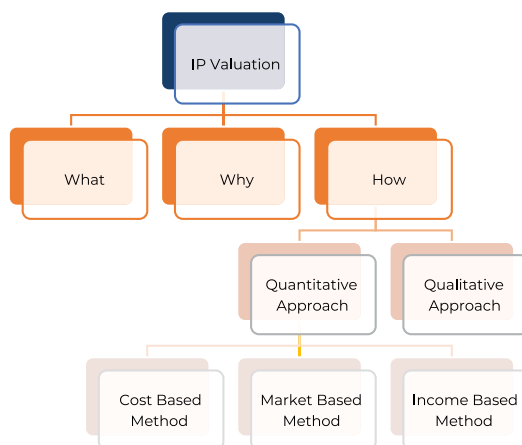 IP Valuation
What
Why
How
Quantitative
Approach
Qualitative
Approach
Cost Based
Method
Market Based
Method
Income Based
Method